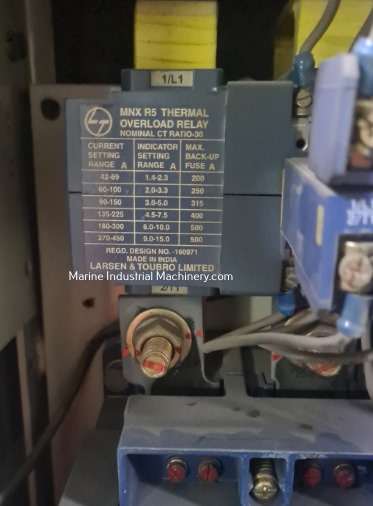 1/L1
MNX R5 THERMAL
OVERLOAD RELAY
NOMINAL CT RATIO-30
CURRENT SETTING RANGE A INDICATOR SETTING RANGE A MAX. BACK-UP FUSE A
42-69 1.4-2.3 200
60-100 2.0-3.3 250
90-150 3.0-5.0 315
135-225 4.5-7.5 400
180-300 6.0-10.0 500
270-450 9.0-15.0 500
REGD. DESIGN NO.-160971
MADE IN INDIA
LARSEN & TOUBRO LIMITED
Marine Industrial Machinery.com
2/T1